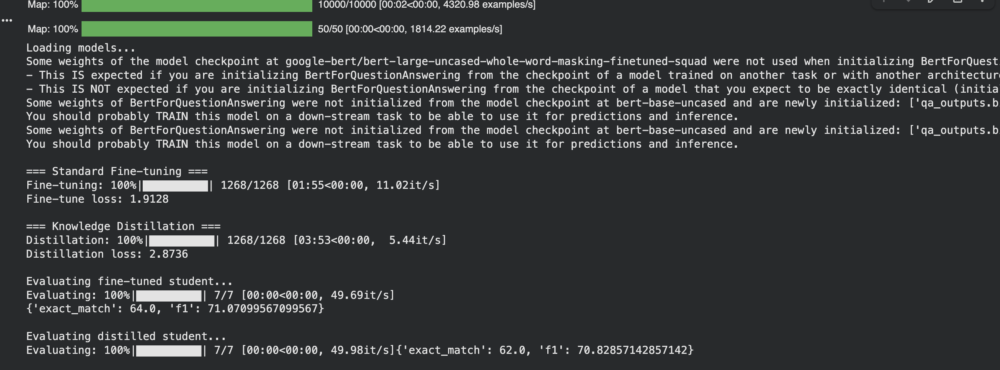 Map: 100% 10000/10000 [00:02<00:00, 4320.98 examples/s]
Map: 100% 50/50 [00:00<00:00, 1814.22 examples/s]
Loading models...
Some weights of the model checkpoint at google-bert/bert-large-uncased-whole-word-masking-finetuned-squad were not used when initializing BertForQuest
- This IS expected if you are initializing BertForQuestionAnswering from the checkpoint of a model trained on another task or with another architectur
- This IS NOT expected if you are initializing BertForQuestionAnswering from the checkpoint of a model that you expect to be exactly identical (initia
Some weights of BertForQuestionAnswering were not initialized from the model checkpoint at bert-base-uncased and are newly initialized: ['qa_outputs.b
You should probably TRAIN this model on a down-stream task to be able to use it for predictions and inference.
Some weights of BertForQuestionAnswering were not initialized from the model checkpoint at bert-base-uncased and are newly initialized: ['qa_outputs.b
You should probably TRAIN this model on a down-stream task to be able to use it for predictions and inference.
=== Standard Fine-tuning ===
Fine-tuning: 100%|██████████| 1268/1268 [01:55<00:00, 11.02it/s]
Fine-tune loss: 1.9128
=== Knowledge Distillation ===
Distillation: 100%|██████████| 1268/1268 [03:53<00:00,  5.44it/s]
Distillation loss: 2.8736
Evaluating fine-tuned student...
Evaluating: 100%|██████████| 7/7 [00:00<00:00, 49.69it/s]
{'exact_match': 64.0, 'f1': 71.07099567099567}
Evaluating distilled student...
Evaluating: 100%|██████████| 7/7 [00:00<00:00, 49.98it/s]{'exact_match': 62.0, 'f1': 70.82857142857142}